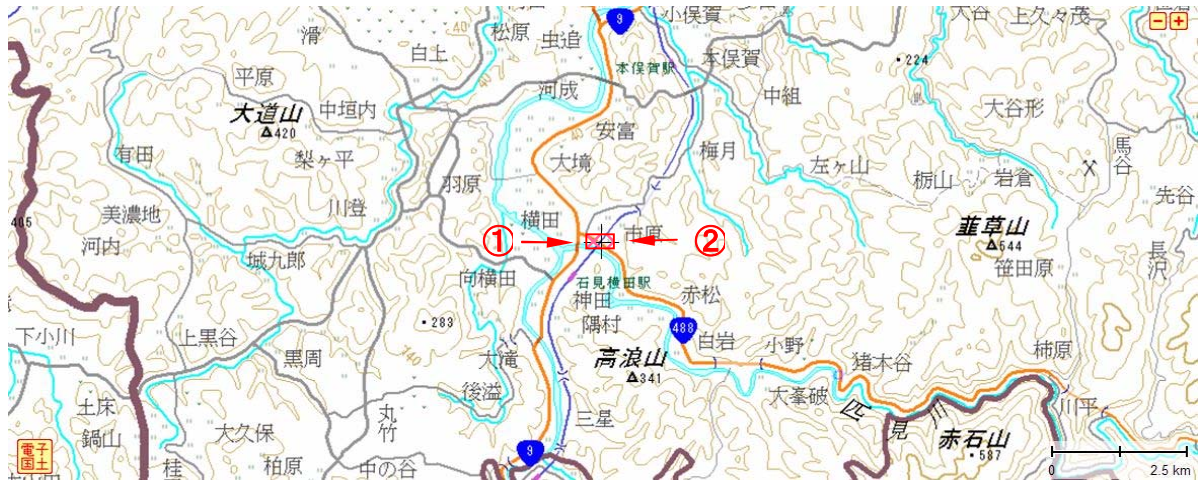 滑
白上
松原
虫追
9
小俣賀
本俣賀駅
本俣賀
大谷
上久々茂
224
平原
大道山
420
中垣内
河成
中組
大谷形
安富
馬谷
有田
梨ヶ平
大境
梅月
左ヶ山
栃山
岩倉
先谷
羽原
美濃地
川登
横田
市原
韮草山
544
河内
①
②
長沢
城九郎
向横田
石見横田駅
笹田原
神田
赤松
283
隅村
488
下小川
上黒谷
黒周
大滝
高浪山
341
白岩
小野
猪木谷
柿原
後溢
大峯破
土床
丸竹
三星
匹見川
川平
鍋山
大久保
赤石山
587
電子国土
桂
柏原
中の谷
9
0
2.5 km